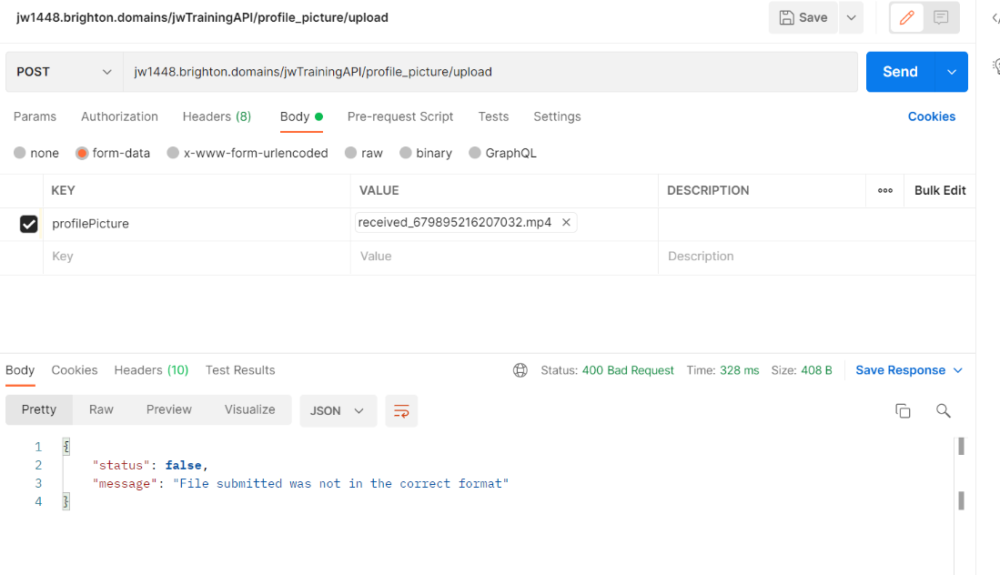 jw1448.brighton.domains/jwTrainingAPI/profile_picture/upload Save
POST jw1448.brighton.domains/jwTrainingAPI/profile_picture/upload Send
Params Authorization Headers (8) Body Pre-request Script Tests Settings Cookies
none form-data x-www-form-urlencoded raw binary GraphQL
KEY VALUE DESCRIPTION Bulk Edit
profilePicture received_679895216207032.mp4
Key Value Description
Body Cookies Headers (10) Test Results Status: 400 Bad Request Time: 328 ms Size: 408 B Save Response
Pretty Raw Preview Visualize JSON
1 {
2 "status": false,
3 "message": "File submitted was not in the correct format"
4 }